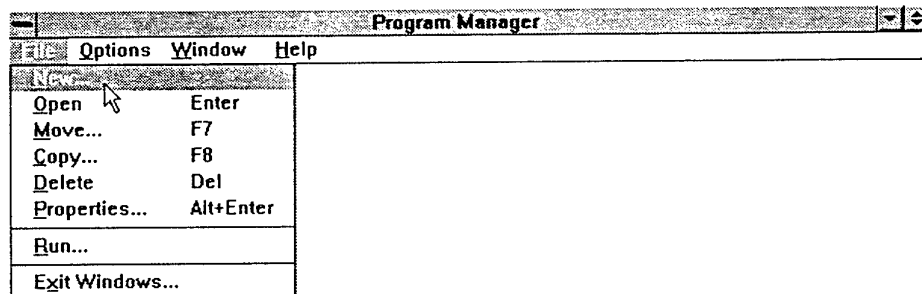 Program Manager
File Options Window Help
New...
Open Enter
Move... F7
Copy... F8
Delete Del
Properties... Alt+Enter
Run...
Exit Windows...